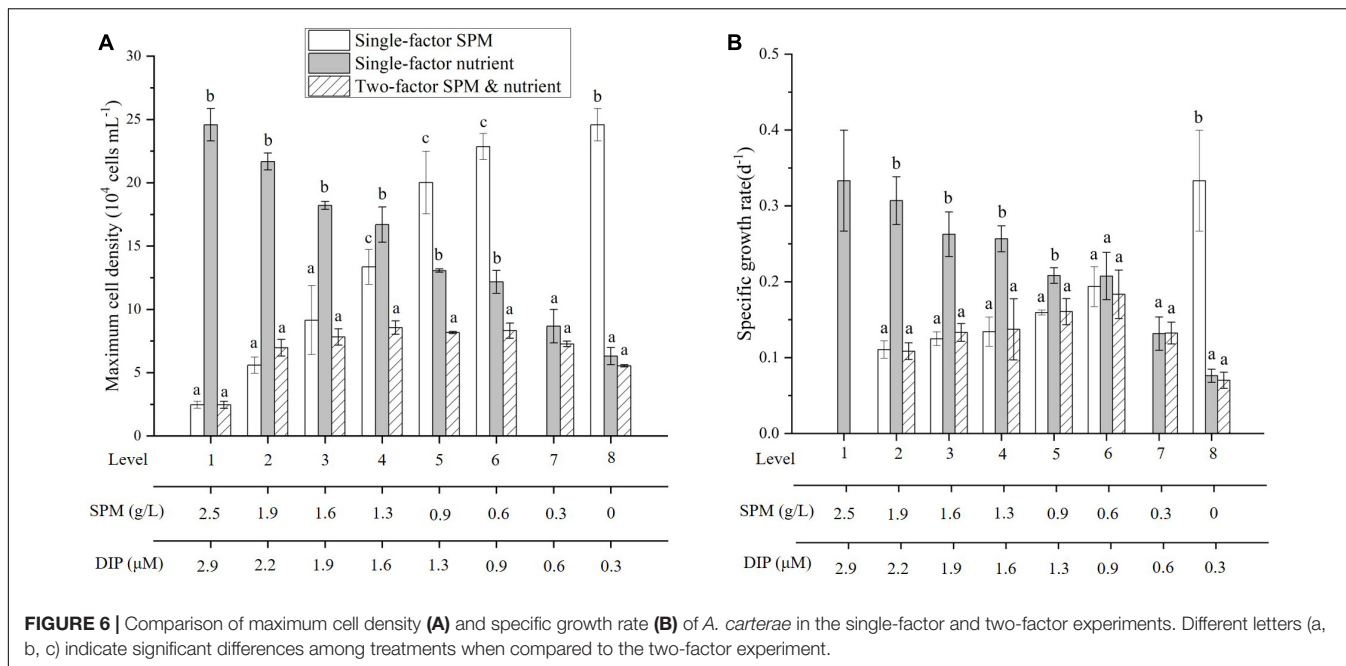 A
Single-factor SPM
Single-factor nutrient
Two-factor SPM & nutrient
Maximum cell density (10⁴ cells mL⁻¹)
30
25
20
15
10
5
0
a a b
a b a
a b a
c b a
c b a
c b a
a a
b a a
Level 1 2 3 4 5 6 7 8
SPM (g/L) 2.5 1.9 1.6 1.3 0.9 0.6 0.3 0
DIP (μM) 2.9 2.2 1.9 1.6 1.3 0.9 0.6 0.3
B
Specific growth rate(d⁻¹)
0.5
0.4
0.3
0.2
0.1
0.0
a b a
a b a
a b a
a b a
a a a
a a
b a a
Level 1 2 3 4 5 6 7 8
SPM (g/L) 2.5 1.9 1.6 1.3 0.9 0.6 0.3 0
DIP (μM) 2.9 2.2 1.9 1.6 1.3 0.9 0.6 0.3
FIGURE 6 | Comparison of maximum cell density (A) and specific growth rate (B) of A. carterae in the single-factor and two-factor experiments. Different letters (a,
b, c) indicate significant differences among treatments when compared to the two-factor experiment.